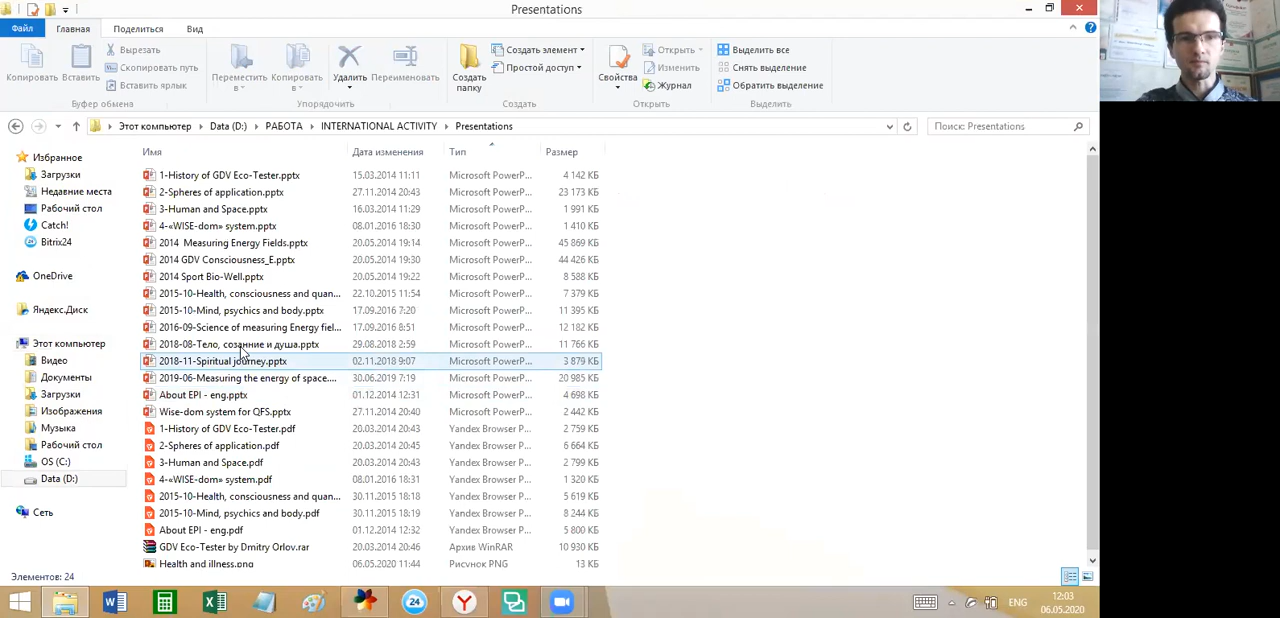 Presentations
Файл Главная Поделиться Вид
Копировать Вставить Вырезать Скопировать путь Вставить ярлык
Буфер обмена
Переместить в Копировать в Удалить Переименовать
Упорядочить
Создать папку Создать элемент Простой доступ
Создать
Свойства Открыть Изменить Журнал
Открыть
Выделить все Снять выделение Обратить выделение
Выделить
Этот компьютер Data (D:) РАБОТА INTERNATIONAL ACTIVITY Presentations
Поиск: Presentations
Избранное
Загрузки
Недавние места
Рабочий стол
Catch!
Bitrix24
OneDrive
Яндекс.Диск
Этот компьютер
Видео
Документы
Загрузки
Изображения
Музыка
Рабочий стол
OS (C:)
Data (D:)
Сеть
Имя Дата изменения Тип Размер
1-History of GDV Eco-Tester.pptx 15.03.2014 11:11 Microsoft PowerP... 4 142 КБ
2-Spheres of application.pptx 27.11.2014 20:43 Microsoft PowerP... 23 173 КБ
3-Human and Space.pptx 16.03.2014 11:29 Microsoft PowerP... 1 991 КБ
4-«WISE-dom» system.pptx 08.01.2016 18:30 Microsoft PowerP... 1 410 КБ
2014 Measuring Energy Fields.pptx 20.05.2014 19:14 Microsoft PowerP... 45 869 КБ
2014 GDV Consciousness_E.pptx 20.05.2014 19:30 Microsoft PowerP... 44 426 КБ
2014 Sport Bio-Well.pptx 20.05.2014 19:22 Microsoft PowerP... 8 588 КБ
2015-10-Health, consciousness and quan... 22.10.2015 11:54 Microsoft PowerP... 7 379 КБ
2015-10-Mind, psychics and body.pptx 17.09.2016 7:20 Microsoft PowerP... 11 395 КБ
2016-09-Science of measuring Energy fiel... 17.09.2016 8:51 Microsoft PowerP... 12 182 КБ
2018-08-Тело, сознание и душа.pptx 29.08.2018 2:59 Microsoft PowerP... 11 766 КБ
2018-11-Spiritual journey.pptx 02.11.2018 9:07 Microsoft PowerP... 3 879 КБ
2019-06-Measuring the energy of space.... 30.06.2019 7:19 Microsoft PowerP... 20 985 КБ
About EPI - eng.pptx 01.12.2014 12:31 Microsoft PowerP... 4 698 КБ
Wise-dom system for QFS.pptx 27.11.2014 20:40 Microsoft PowerP... 2 442 КБ
1-History of GDV Eco-Tester.pdf 20.03.2014 20:43 Yandex Browser P... 2 759 КБ
2-Spheres of application.pdf 20.03.2014 20:45 Yandex Browser P... 6 664 КБ
3-Human and Space.pdf 20.03.2014 20:43 Yandex Browser P... 2 799 КБ
4-«WISE-dom» system.pdf 08.01.2016 18:31 Yandex Browser P... 1 320 КБ
2015-10-Health, consciousness and quan... 30.11.2015 18:18 Yandex Browser P... 5 619 КБ
2015-10-Mind, psychics and body.pdf 30.11.2015 18:19 Yandex Browser P... 8 244 КБ
About EPI - eng.pdf 01.12.2014 12:32 Yandex Browser P... 5 800 КБ
GDV Eco-Tester by Dmitry Orlov.rar 20.03.2014 20:46 Архив WinRAR 10 930 КБ
Health and illness.png 06.05.2020 11:44 Рисунок PNG 13 КБ
Элементов: 24
24
ENG
12:03
06.05.2020